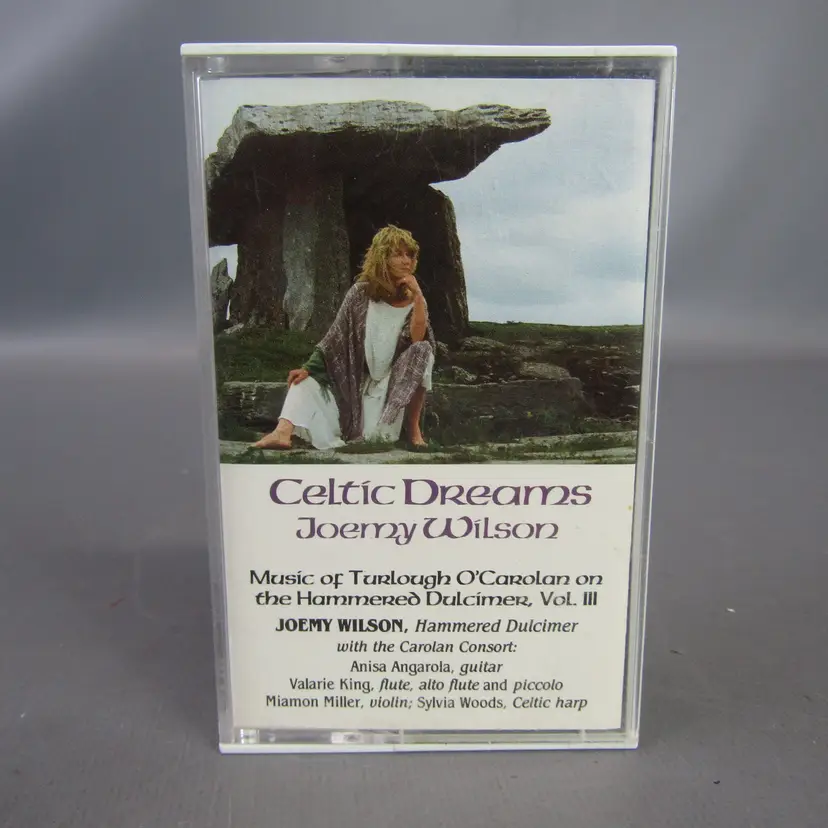 Celtic Dreams
Joemy Wilson
Music of Turlough O'Carolan on
the Hammered Dulcimer, Vol. III
JOEMY WILSON, Hammered Dulcimer
with the Carolan Consort:
Anisa Angarola, guitar
Valarie King, flute, alto flute and piccolo
Miamon Miller, violin; Sylvia Woods, Celtic harp